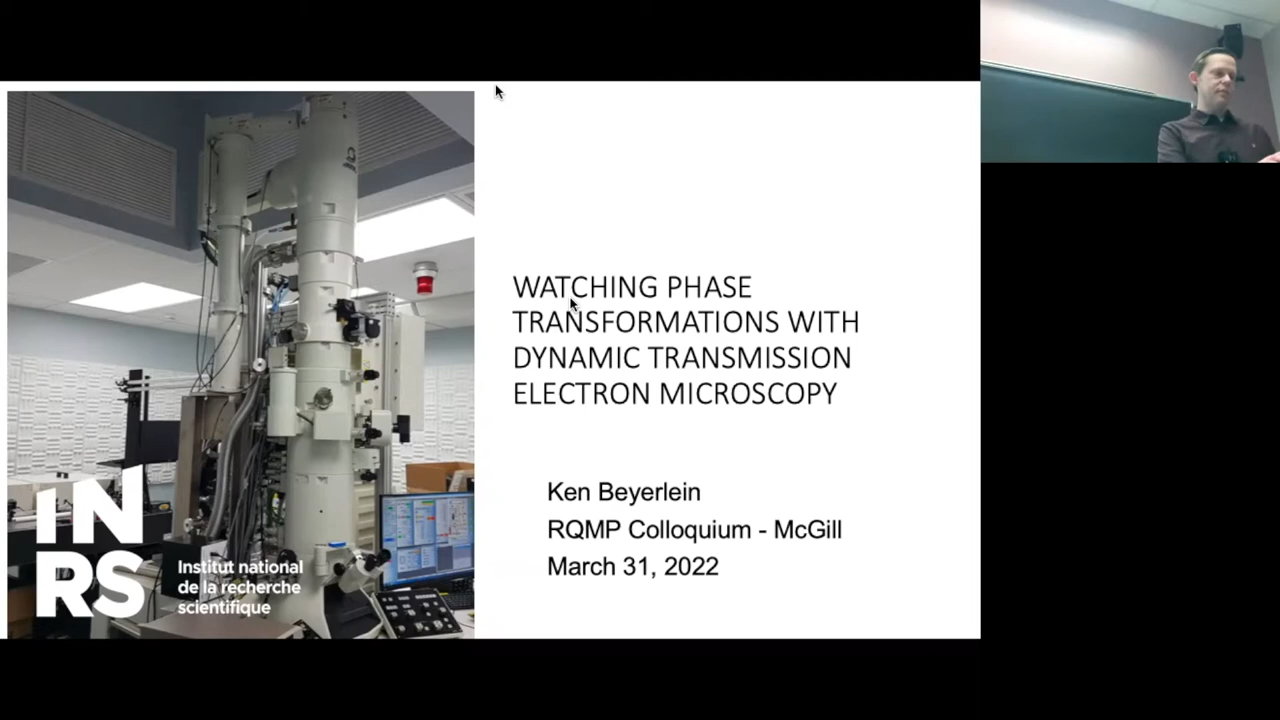 WATCHING PHASE
TRANSFORMATIONS WITH
DYNAMIC TRANSMISSION
ELECTRON MICROSCOPY
Ken Beyerlein
RQMP Colloquium - McGill
March 31, 2022
INRS
Institut national
de la recherche
scientifique